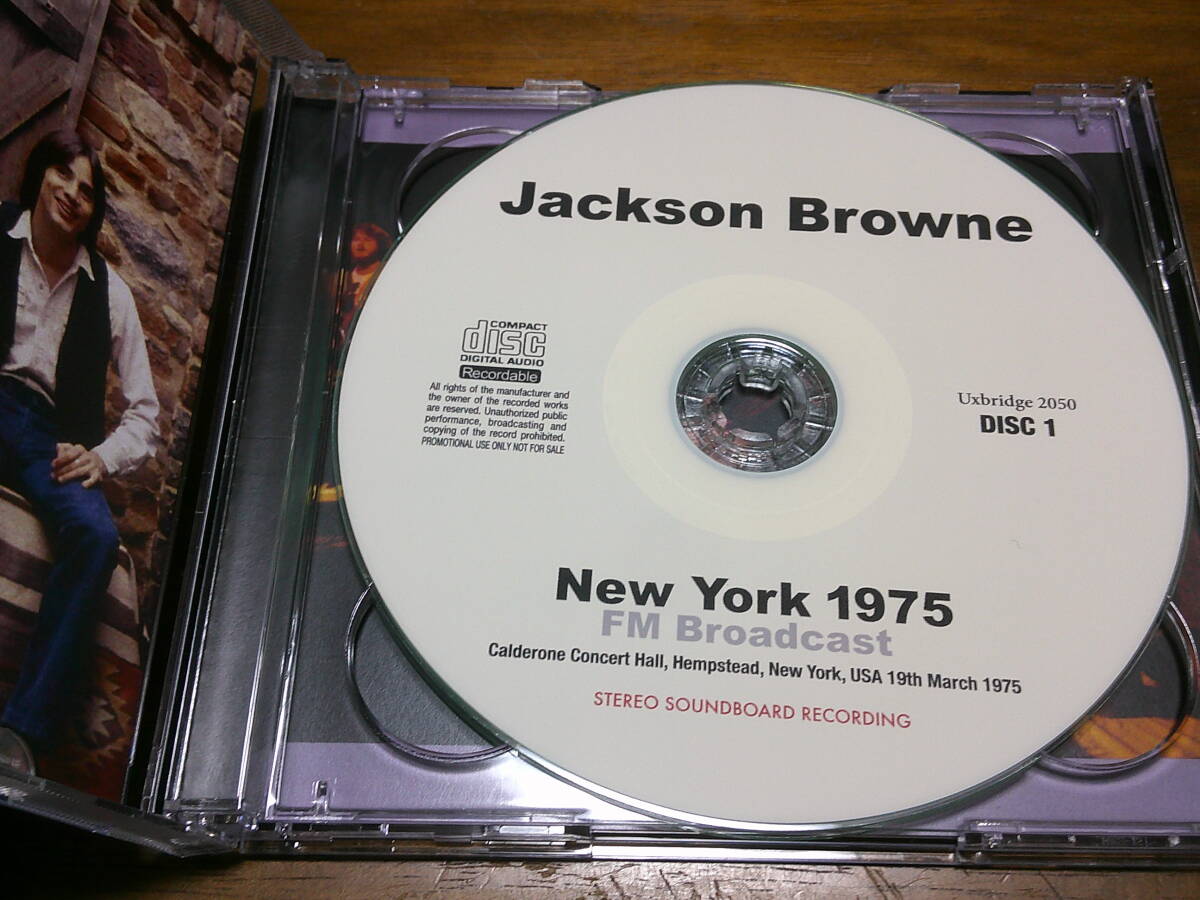 Jackson Browne
COMPACT
disc
DIGITAL AUDIO
Recordable
All rights of the manufacturer and
the owner of the recorded works
are reserved. Unauthorized public
performance, broadcasting and
copying of the record prohibited.
PROMOTIONAL USE ONLY NOT FOR SALE
Uxbridge 2050
DISC 1
New York 1975
FM Broadcast
Calderone Concert Hall, Hempstead, New York, USA 19th March 1975
STEREO SOUNDBOARD RECORDING